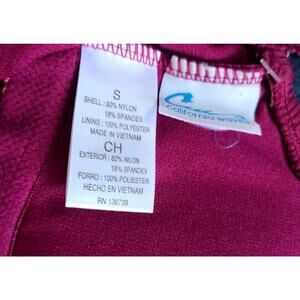 S
SHELL : 82% NYLON
18% SPANDEX
LINING : 100% POLYESTER
MADE IN VIETNAM
CH
EXTERIOR : 82% NILON
18% SPANDEX
FORRO : 100% POLIESTER
HECHO EN VIETNAM
RN 136739
california waves